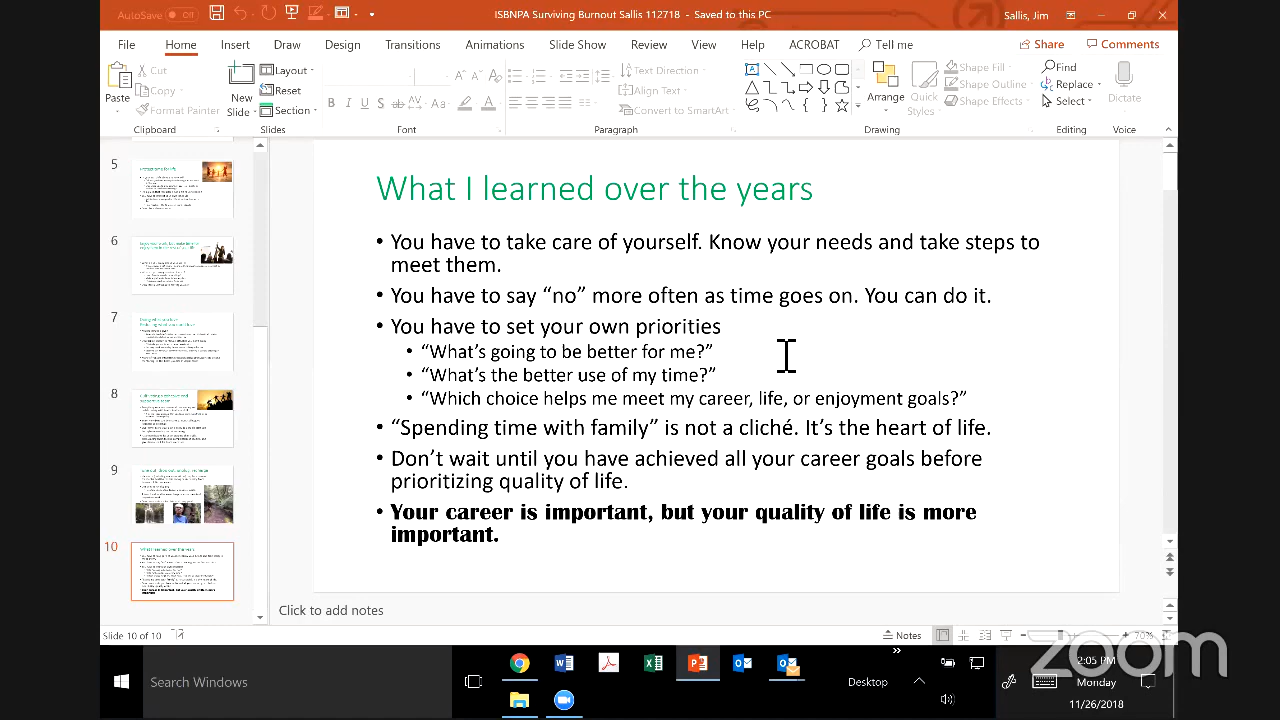 AutoSave
Off
ISBNPA Surviving Burnout Sallis 112718 - Saved to this PC
Sallis, Jim
File
Home
Insert
Draw
Design
Transitions
Animations
Slide Show
Review
View
Help
ACROBAT
Tell me
Share
Comments
Paste
Cut
Copy
Format Painter
Clipboard
New
Slide
Layout
Reset
Section
Slides
Font
Text Direction
Align Text
Convert to SmartArt
Paragraph
Arrange
Quick
Styles
Shape Fill
Shape Outline
Shape Effects
Drawing
Find
Replace
Select
Editing
Dictate
Voice
5
6
7
8
9
10
What I learned over the years
• You have to take care of yourself. Know your needs and take steps to
meet them.
• You have to say “no” more often as time goes on. You can do it.
• You have to set your own priorities
• “What’s going to be better for me?”
• “What’s the better use of my time?”
• “Which choice helps me meet my career, life, or enjoyment goals?”
• “Spending time with family” is not a cliché. It’s the heart of life.
• Don’t wait until you have achieved all your career goals before
prioritizing quality of life.
• Your career is important, but your quality of life is more
important.
Click to add notes
Slide 10 of 10
Notes
70%
zoom
Search Windows
Desktop
2:05 PM
Monday
11/26/2018